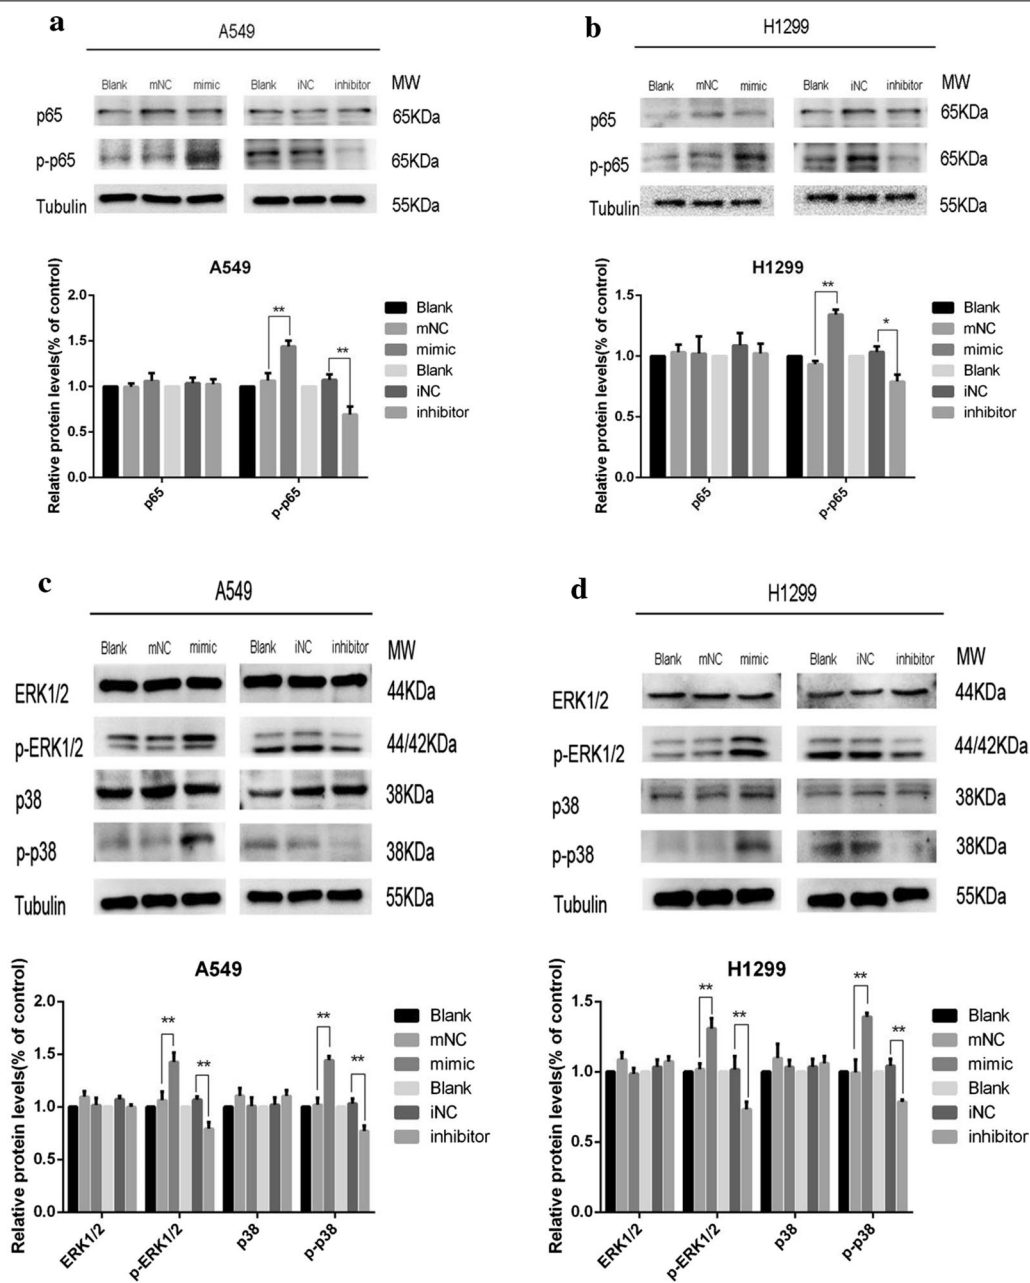 a
A549
Blank mNC mimic Blank iNC inhibitor MW
p65 65KDa
p-p65 65KDa
Tubulin 55KDa
A549
Relative protein levels(% of control)
2.0
1.5
1.0
0.5
0.0
** **
p65 p-p65
Blank
mNC
mimic
Blank
iNC
inhibitor
b
H1299
Blank mNC mimic Blank iNC inhibitor MW
p65 65KDa
p-p65 65KDa
Tubulin 55KDa
H1299
Relative protein levels(% of control)
1.5
1.0
0.5
0.0
** *
p65 p-p65
Blank
mNC
mimic
Blank
iNC
inhibitor
c
A549
Blank mNC mimic Blank iNC inhibitor MW
ERK1/2 44KDa
p-ERK1/2 44/42KDa
p38 38KDa
p-p38 38KDa
Tubulin 55KDa
A549
Relative protein levels(% of control)
2.0
1.5
1.0
0.5
0.0
** ** ** **
ERK1/2 p-ERK1/2 p38 p-p38
Blank
mNC
mimic
Blank
iNC
inhibitor
d
H1299
Blank mNC mimic Blank iNC inhibitor MW
ERK1/2 44KDa
p-ERK1/2 44/42KDa
p38 38KDa
p-p38 38KDa
Tubulin 55KDa
H1299
Relative protein levels(% of control)
1.5
1.0
0.5
0.0
** ** ** **
ERK1/2 p-ERK1/2 p38 p-p38
Blank
mNC
mimic
Blank
iNC
inhibitor